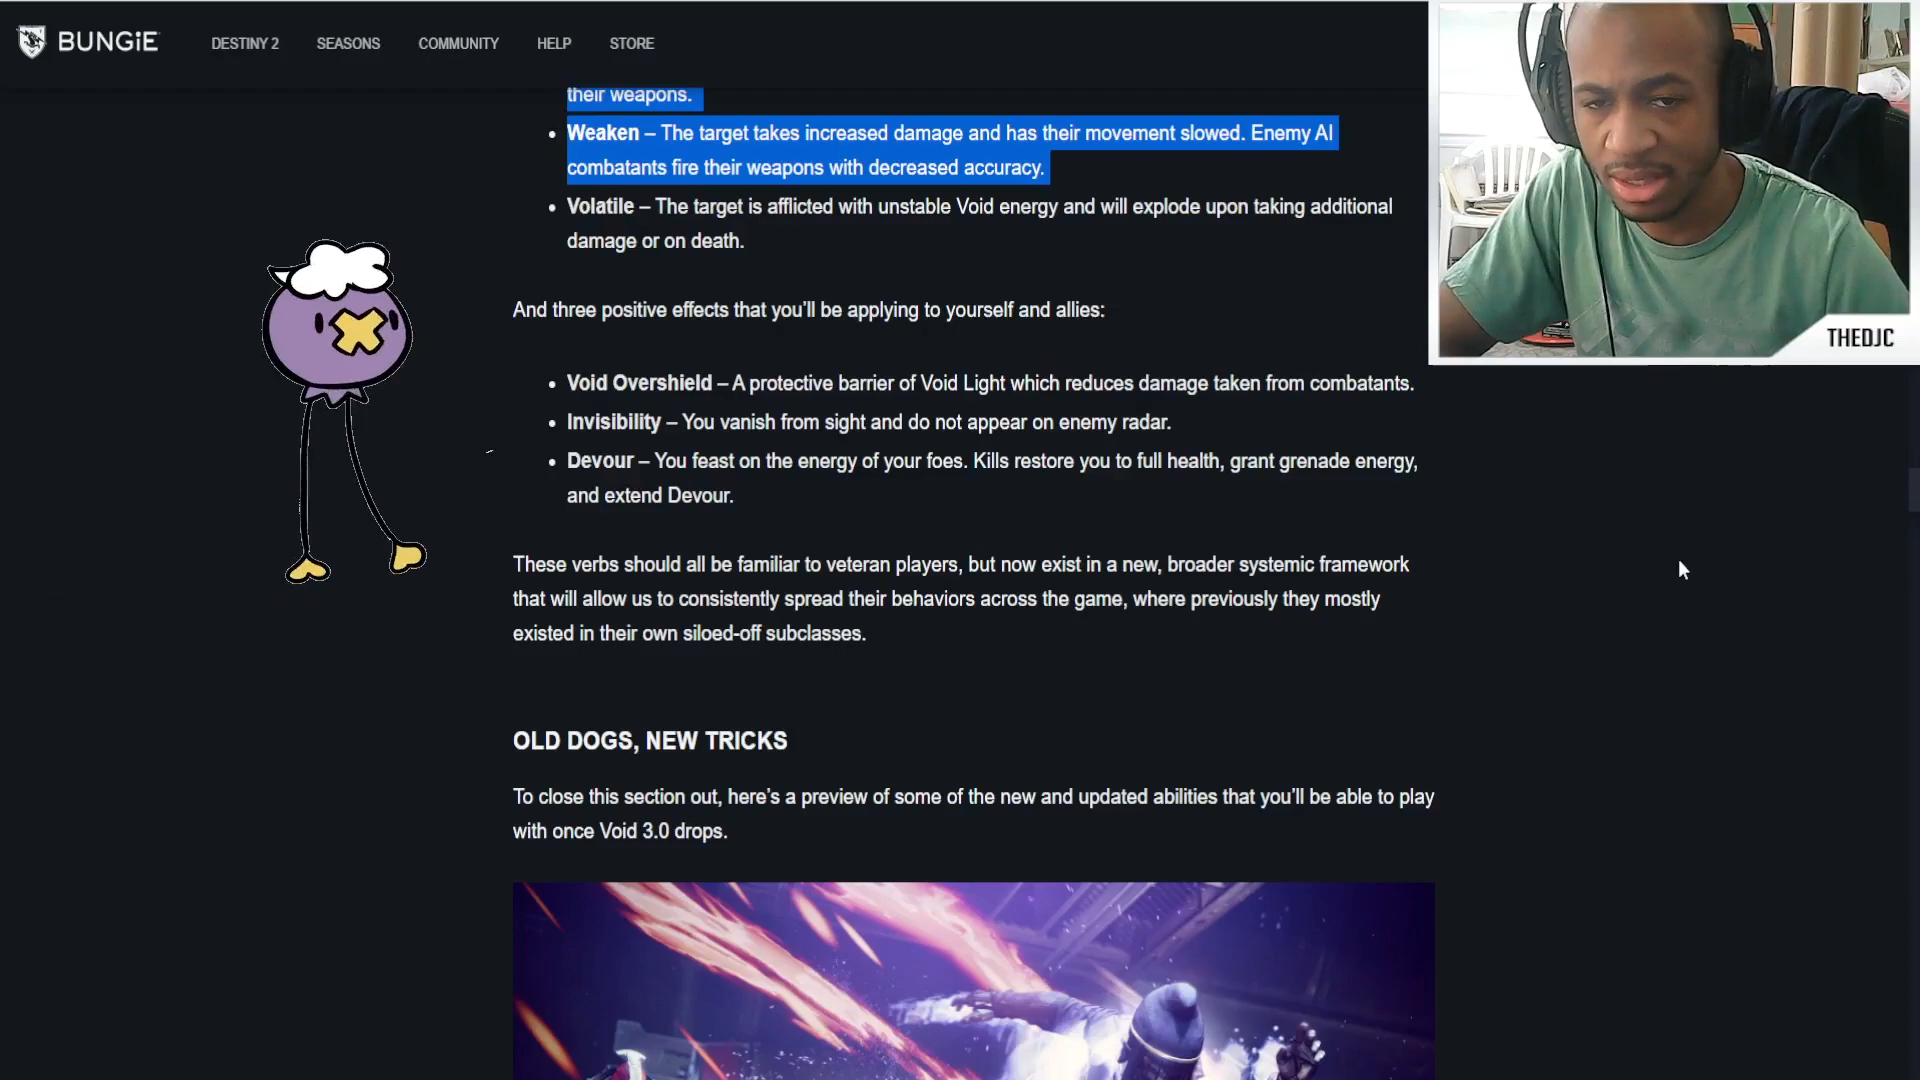 BUNGiE
DESTINY 2
SEASONS
COMMUNITY
HELP
STORE
their weapons.
• Weaken – The target takes increased damage and has their movement slowed. Enemy AI
combatants fire their weapons with decreased accuracy.
• Volatile – The target is afflicted with unstable Void energy and will explode upon taking additional
damage or on death.
And three positive effects that you'll be applying to yourself and allies:
• Void Overshield – A protective barrier of Void Light which reduces damage taken from combatants.
• Invisibility – You vanish from sight and do not appear on enemy radar.
• Devour – You feast on the energy of your foes. Kills restore you to full health, grant grenade energy,
and extend Devour.
These verbs should all be familiar to veteran players, but now exist in a new, broader systemic framework
that will allow us to consistently spread their behaviors across the game, where previously they mostly
existed in their own siloed-off subclasses.
OLD DOGS, NEW TRICKS
To close this section out, here's a preview of some of the new and updated abilities that you'll be able to play
with once Void 3.0 drops.
THEDJC